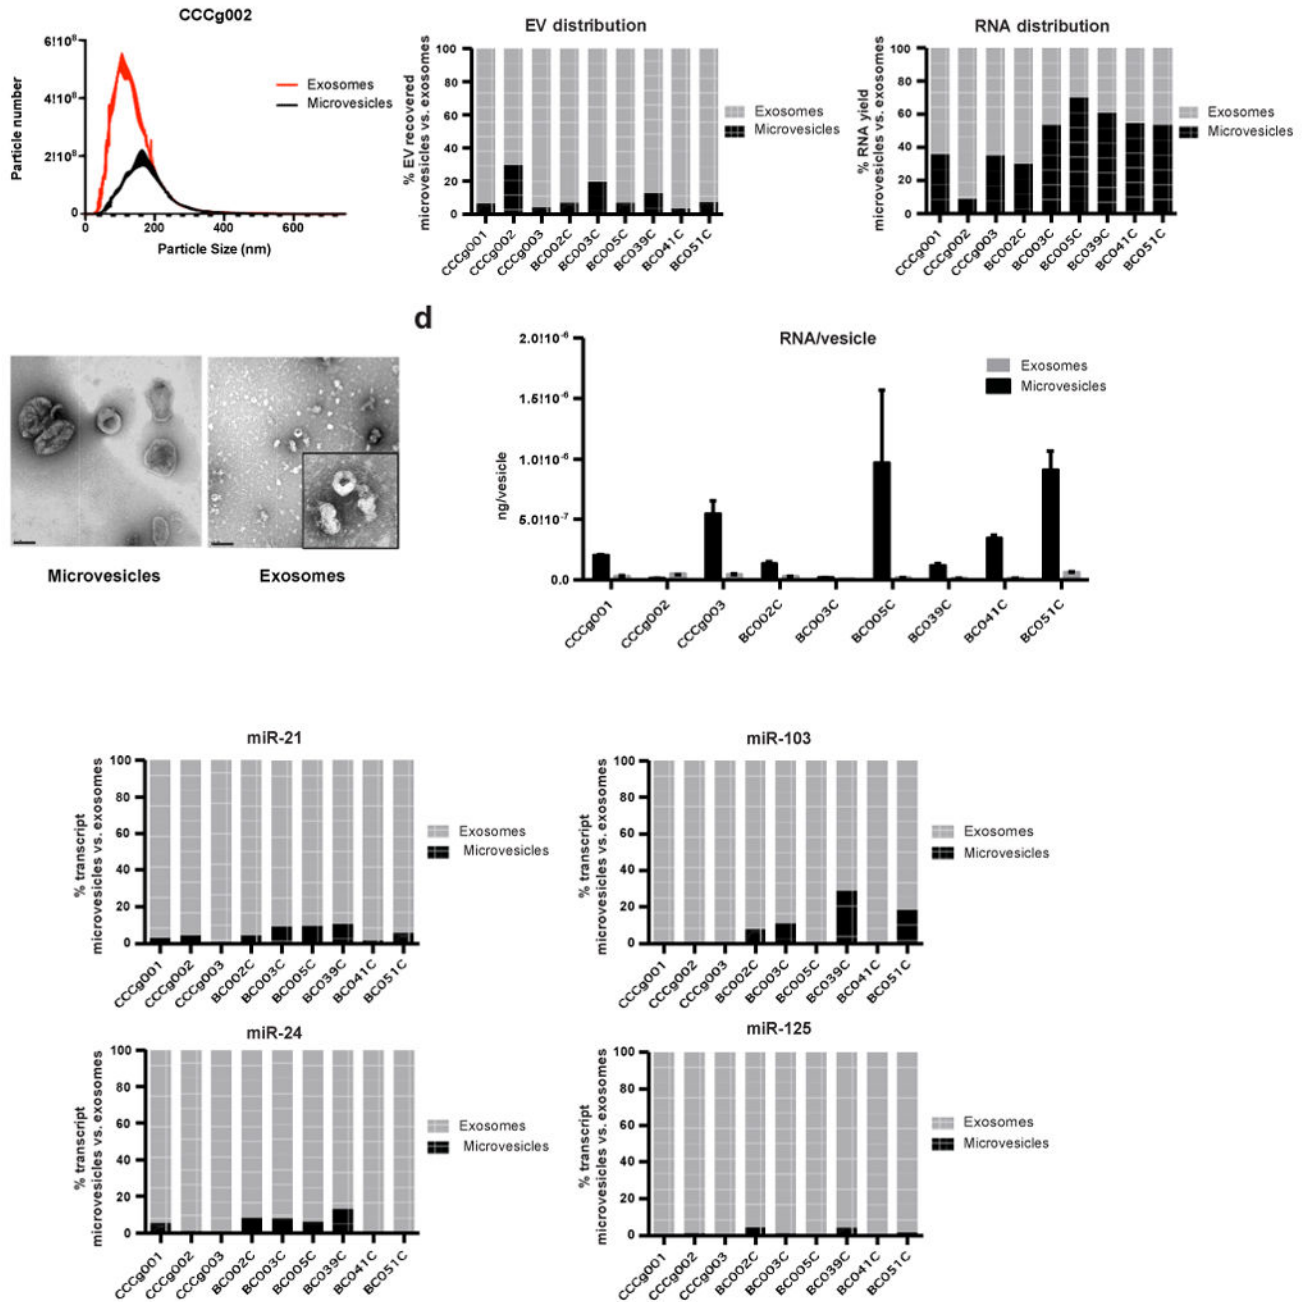 CCCg002
6!10⁸
4!10⁸
2!10⁸
0
Particle number
0 200 400 600
Particle Size (nm)
Exosomes
Microvesicles
EV distribution
% EV recovered
microvesicles vs. exosomes
100
80
60
40
20
0
CCCg001
CCCg002
CCCg003
BC002C
BC003C
BC005C
BC039C
BC041C
BC051C
Exosomes
Microvesicles
RNA distribution
% RNA yield
microvesicles vs. exosomes
100
80
60
40
20
0
CCCg001
CCCg002
CCCg003
BC002C
BC003C
BC005C
BC039C
BC041C
BC051C
Exosomes
Microvesicles
Microvesicles
Exosomes
d
RNA/vesicle
ng/vesicle
2.0!10⁻⁶
1.5!10⁻⁶
1.0!10⁻⁶
5.0!10⁻⁷
0.0
CCCg001
CCCg002
CCCg003
BC002C
BC003C
BC005C
BC039C
BC041C
BC051C
Exosomes
Microvesicles
miR-21
% transcript
microvesicles vs. exosomes
100
80
60
40
20
0
CCCg001
CCCg002
CCCg003
BC002C
BC003C
BC005C
BC039C
BC041C
BC051C
Exosomes
Microvesicles
miR-103
% transcript
microvesicles vs. exosomes
100
80
60
40
20
0
CCCg001
CCCg002
CCCg003
BC002C
BC003C
BC005C
BC039C
BC041C
BC051C
Exosomes
Microvesicles
miR-24
% transcript
microvesicles vs. exosomes
100
80
60
40
20
0
CCCg001
CCCg002
CCCg003
BC002C
BC003C
BC005C
BC039C
BC041C
BC051C
Exosomes
Microvesicles
miR-125
% transcript
microvesicles vs. exosomes
100
80
60
40
20
0
CCCg001
CCCg002
CCCg003
BC002C
BC003C
BC005C
BC039C
BC041C
BC051C
Exosomes
Microvesicles